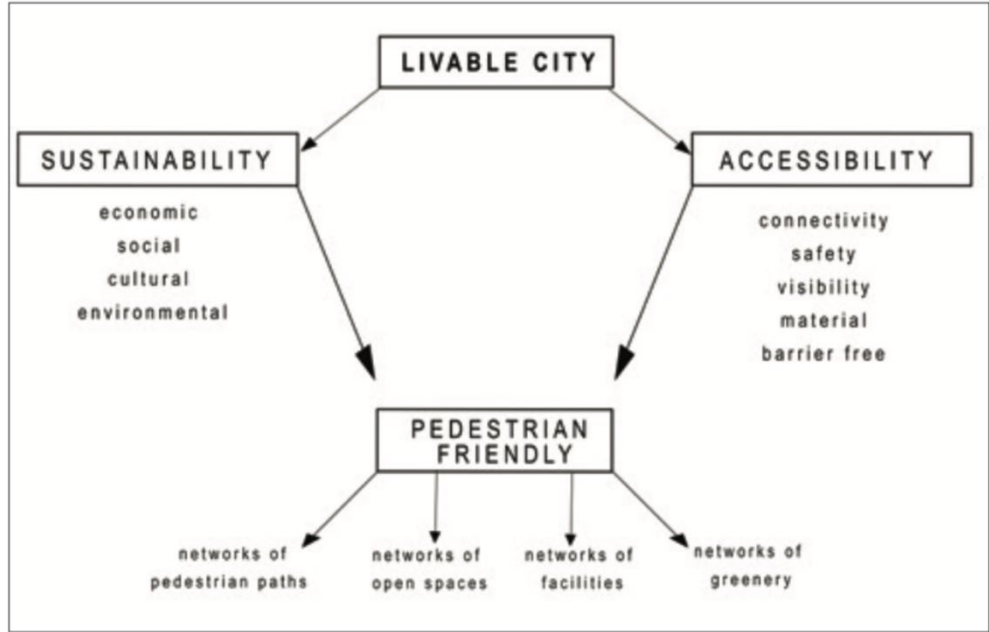 LIVABLE CITY
SUSTAINABILITY
economic
social
cultural
environmental
ACCESSIBILITY
connectivity
safety
visibility
material
barrier free
PEDESTRIAN
FRIENDLY
networks of
pedestrian paths
networks of
open spaces
networks of
facilities
networks of
greenery